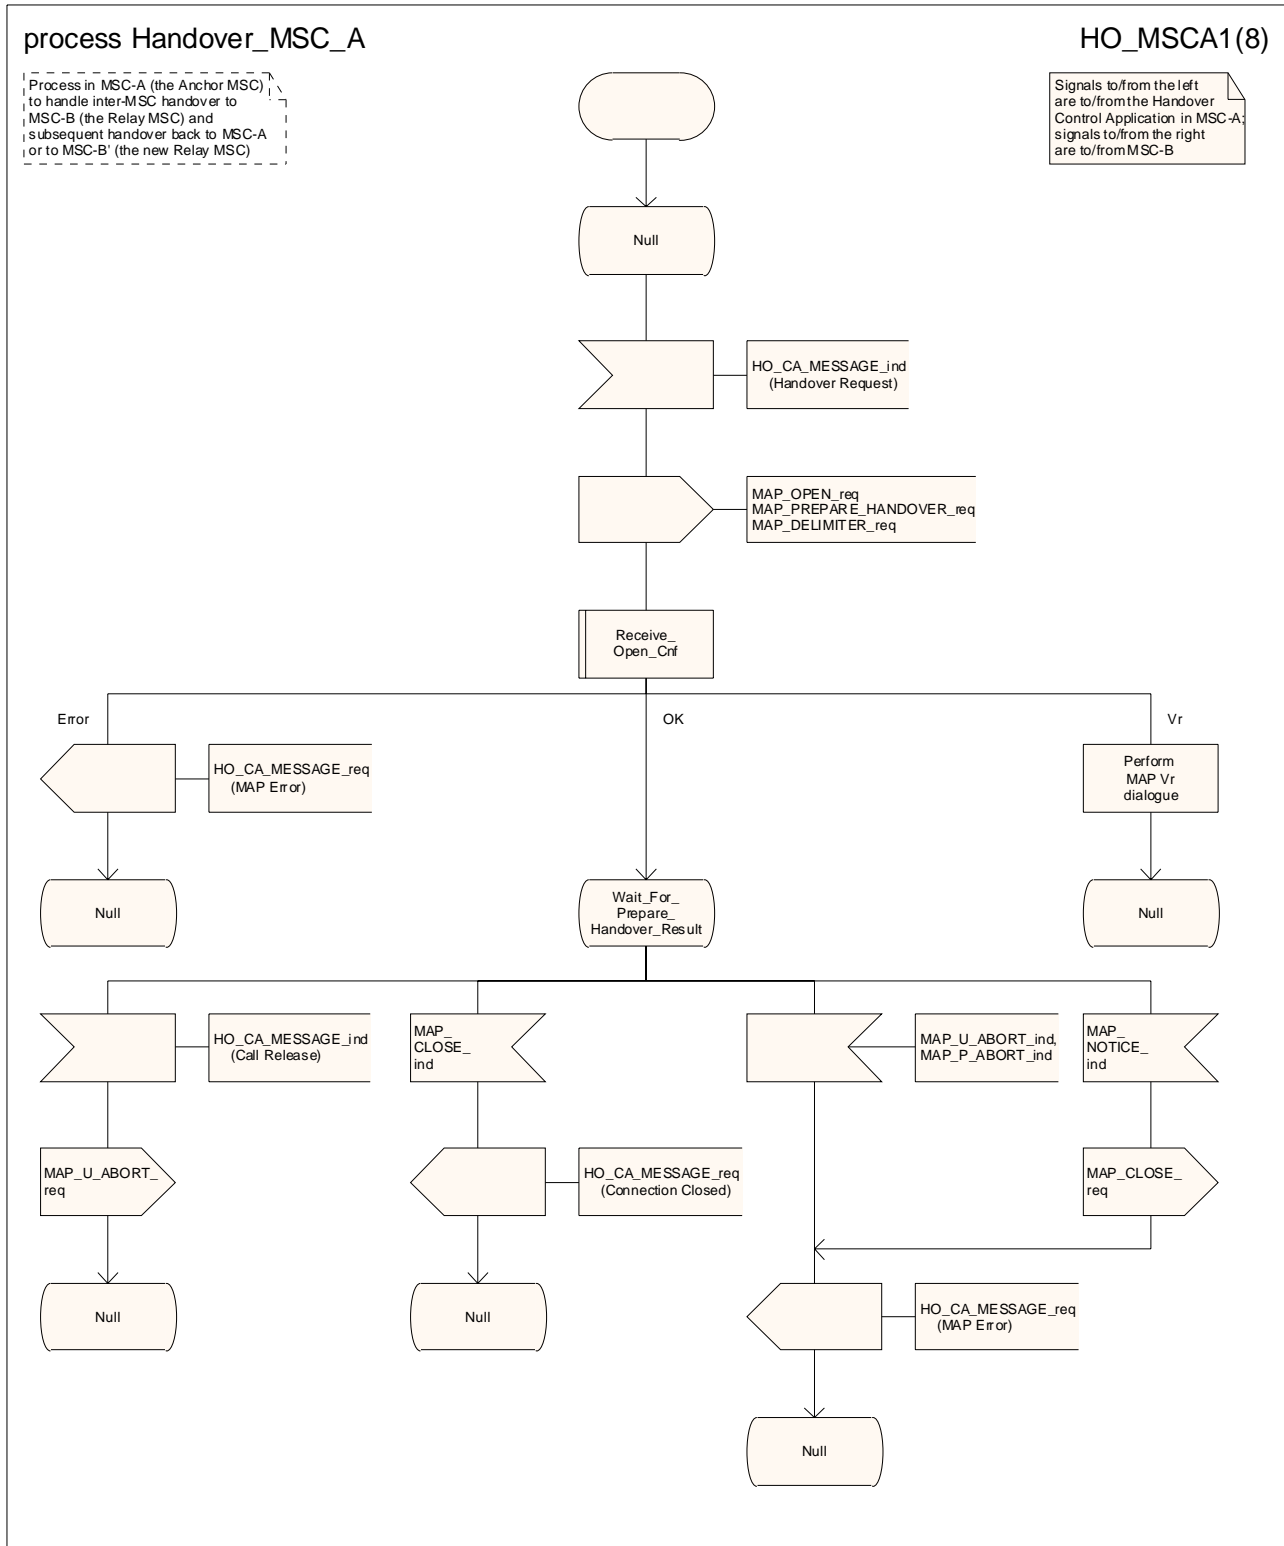 process Handover_MSC_A
HO_MSCA1(8)
Process in MSC-A (the Anchor MSC)
to handle inter-MSC handover to
MSC-B (the Relay MSC) and
subsequent handover back to MSC-A
or to MSC-B' (the new Relay MSC)
Signals to/from the left
are to/from the Handover
Control Application in MSC-A;
signals to/from the right
are to/from MSC-B
Null
HO_CA_MESSAGE_ind
(Handover Request)
MAP_OPEN_req
MAP_PREPARE_HANDOVER_req
MAP_DELIMITER_req
Receive_
Open_Cnf
Error
OK
Vr
HO_CA_MESSAGE_req
(MAP Error)
Perform
MAP Vr
dialogue
Null
Wait_For_
Prepare_
Handover_Result
Null
HO_CA_MESSAGE_ind
(Call Release)
MAP_
CLOSE_
ind
MAP_U_ABORT_ind,
MAP_P_ABORT_ind
MAP_
NOTICE_
ind
MAP_U_ABORT_
req
HO_CA_MESSAGE_req
(Connection Closed)
MAP_CLOSE_
req
Null
Null
HO_CA_MESSAGE_req
(MAP Error)
Null